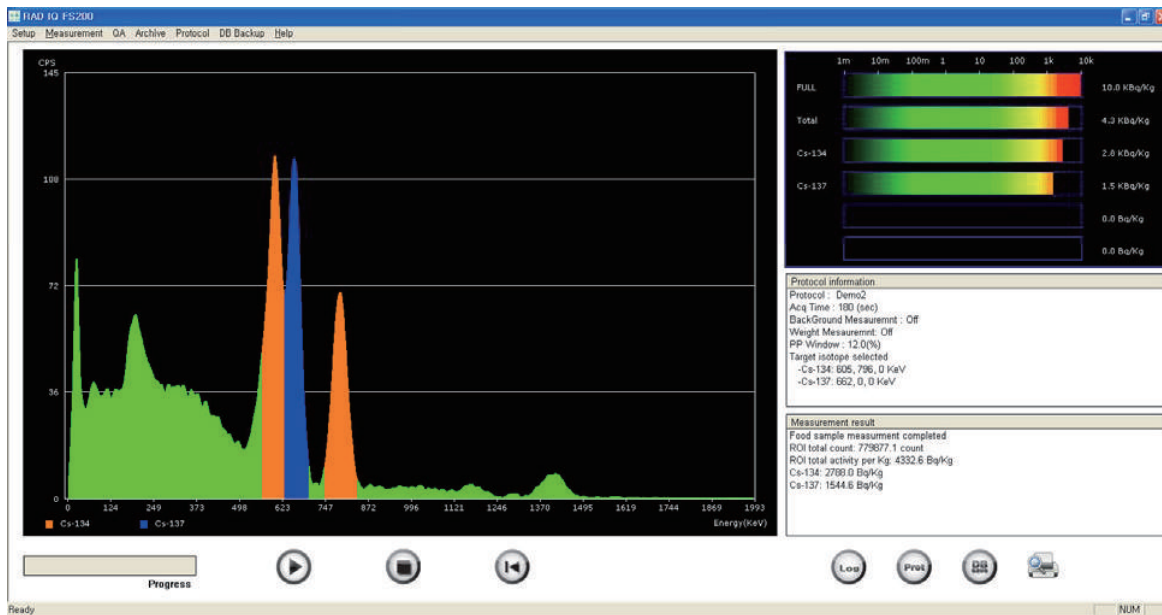 RAD IQ FS200
Setup Measurement QA Archive Protocol DB Backup Help
CPS
145
108
72
36
0
0 124 249 373 498 623 747 872 996 1121 1246 1370 1495 1619 1744 1869 1993
Cs-134 Cs-137 Energy(KeV)
1m 10m 100m 1 10 100 1k 10k
FULL 10.0 KBq/Kg
Total 4.3 KBq/Kg
Cs-134 2.8 KBq/Kg
Cs-137 1.5 KBq/Kg
0.0 Bq/Kg
0.0 Bq/Kg
Protocol information
Protocol : Demo2
Acq Time : 180 (sec)
BackGround Mesauremnt : Off
Weight Mesauremnt: Off
PP Window : 12.0(%)
Target isotope selected
-Cs-134: 605, 796, 0 KeV
-Cs-137: 662, 0, 0 KeV
Measurement result
Food sample measurment completed
ROI total count: 779877.1 count
ROI total activity per Kg: 4332.6 Bq/Kg
Cs-134: 2788.0 Bq/Kg
Cs-137: 1544.6 Bq/Kg
Progress
Log Prot
Ready NUM